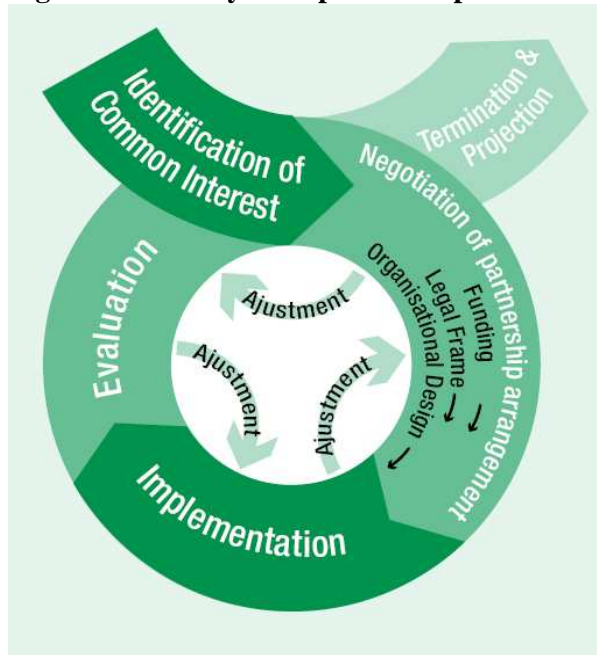 Identification of
Common Interest
Termination &
Projection
Negotiation of partnership arrangement
Funding
Legal Frame
Organisational Design
Implementation
Evaluation
Ajustment
Ajustment
Ajustment